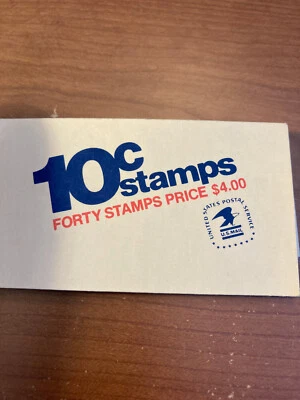 10c
stamps
FORTY STAMPS PRICE $4.00
UNITED STATES POSTAL SERVICE
U.S.MAIL